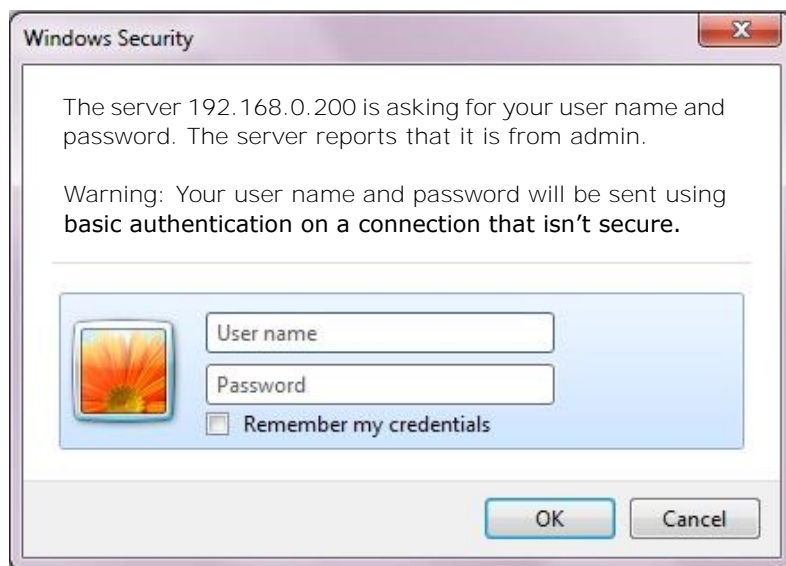 Windows Security
The server 192.168.0.200 is asking for your user name and
password. The server reports that it is from admin.
Warning: Your user name and password will be sent using
basic authentication on a connection that isn’t secure.
User name
Password
Remember my credentials
OK Cancel